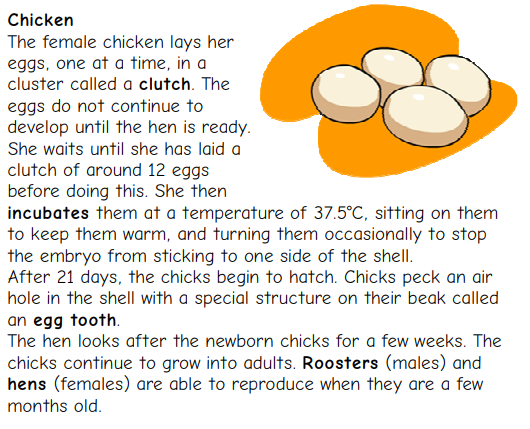 Chicken
The female chicken lays her
eggs, one at a time, in a
cluster called a clutch. The
eggs do not continue to
develop until the hen is ready.
She waits until she has laid a
clutch of around 12 eggs
before doing this. She then
incubates them at a temperature of 37.5°C, sitting on them
to keep them warm, and turning them occasionally to stop
the embryo from sticking to one side of the shell.
After 21 days, the chicks begin to hatch. Chicks peck an air
hole in the shell with a special structure on their beak called
an egg tooth.
The hen looks after the newborn chicks for a few weeks. The
chicks continue to grow into adults. Roosters (males) and
hens (females) are able to reproduce when they are a few
months old.